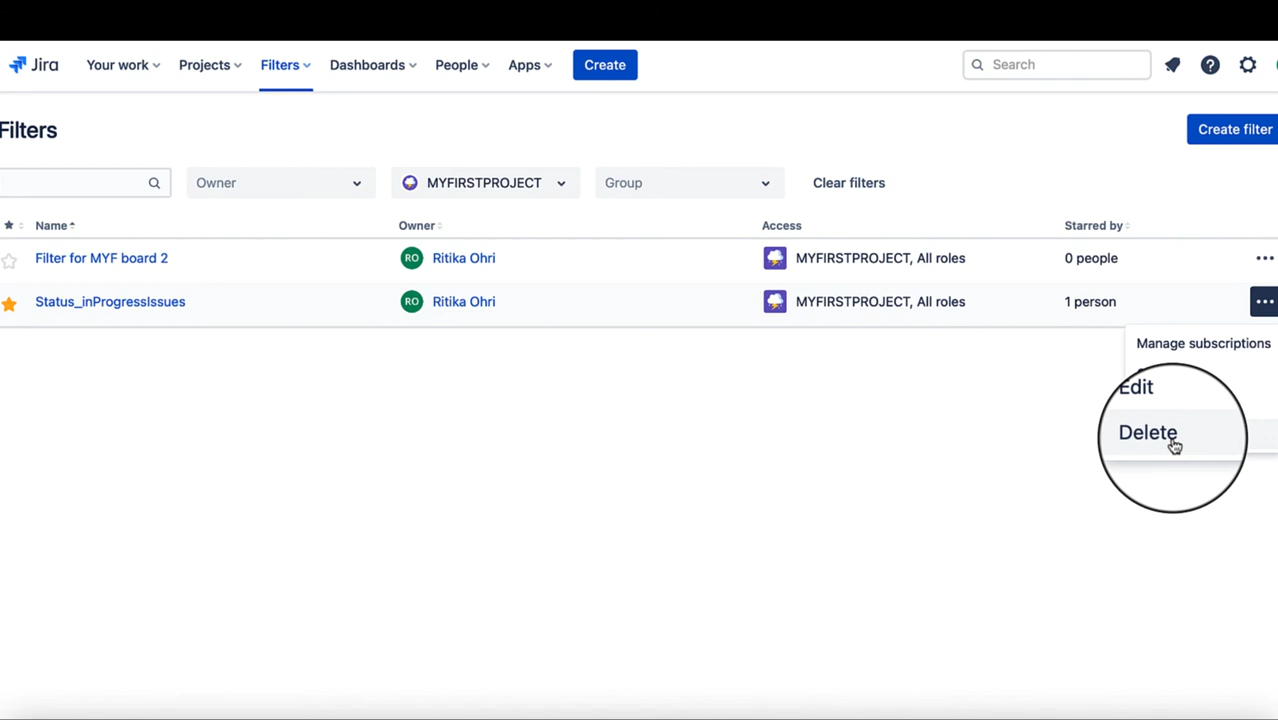 Jira Your work Projects Filters Dashboards People Apps Create Search
Filters
Create filter
Owner MYFIRSTPROJECT Group Clear filters
Name Owner Access Starred by
Filter for MYF board 2 RO Ritika Ohri MYFIRSTPROJECT, All roles 0 people
Status_inProgressIssues RO Ritika Ohri MYFIRSTPROJECT, All roles 1 person
Manage subscriptions
Edit
Delete